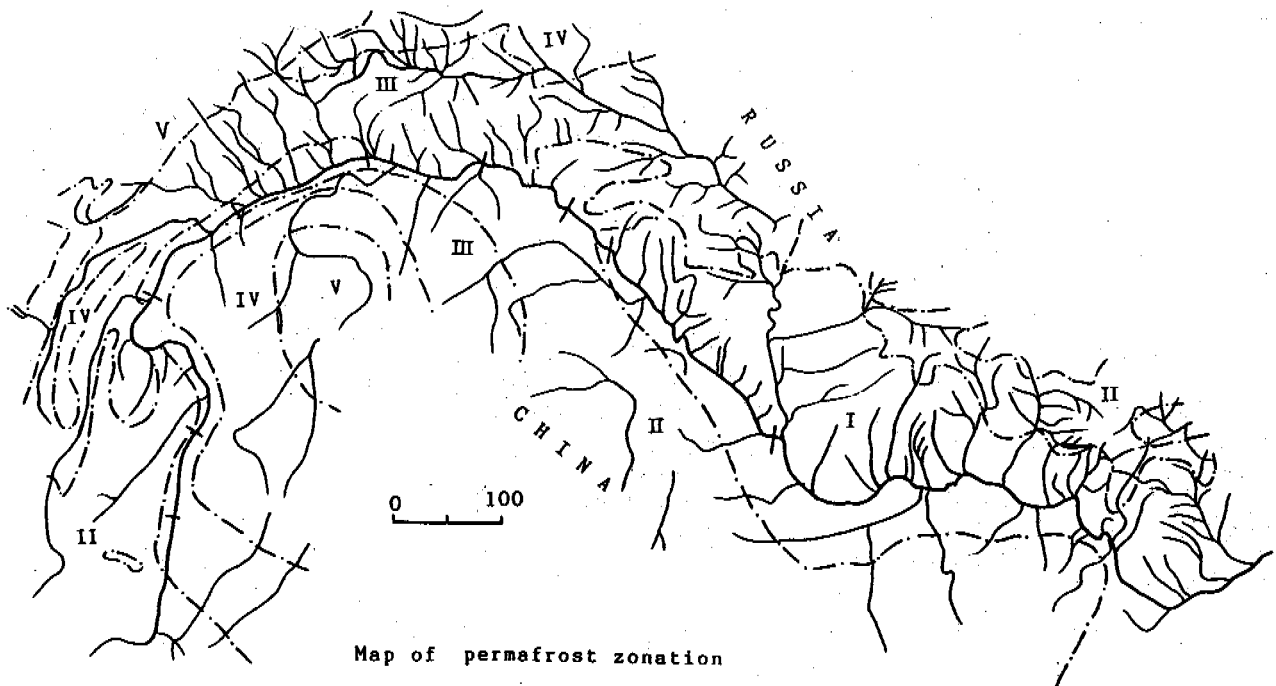 IV
III
V
RUSSIA
III
IV
V
IV
II
I
CHINA
II
0 100
II
Map of permafrost zonation